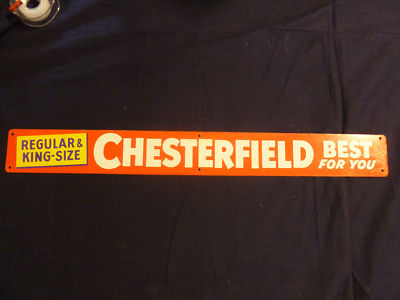 REGULAR &
KING-SIZE
CHESTERFIELD
BEST
FOR YOU